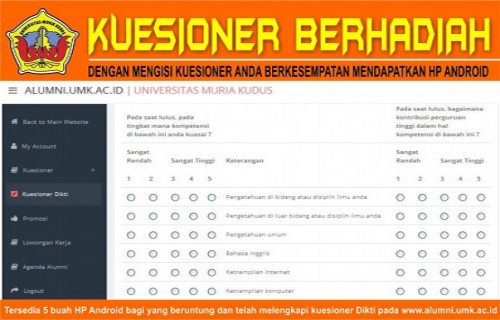 KUESIONER BERHADIAH
DENGAN MENGISI KUESIONER ANDA BERKESEMPATAN MENDAPATKAN HP ANDROID
UNIVERSITAS MURIA KUDUS
ALUMNI.UMK.AC.ID | UNIVERSITAS MURIA KUDUS
Back to Main Website
My Account
Kuesioner
Kuesioner Dikti
Promosi
Lowongan Kerja
Agenda Alumni
Logout
Pada saat lulus, pada
tingkat mana kompetensi
di bawah ini anda kuasai ?
Pada saat lulus, bagaimana
kontribusi perguruan
tinggi dalam hal
kompetensi di bawah ini ?
Sangat
Rendah Sangat Tinggi Keterangan
Sangat
Rendah Sangat Tinggi
1 2 3 4 5 1 2 3 4 5
Pengetahuan di bidang atau disiplin ilmu anda
Pengetahuan di luar bidang atau disiplin ilmu anda
Pengetahuan umum
Bahasa Inggris
Ketrampilan internet
Ketrampilan komputer
Tersedia 5 buah HP Android bagi yang beruntung dan telah melengkapi kuesioner Dikti pada www.alumni.umk.ac.id